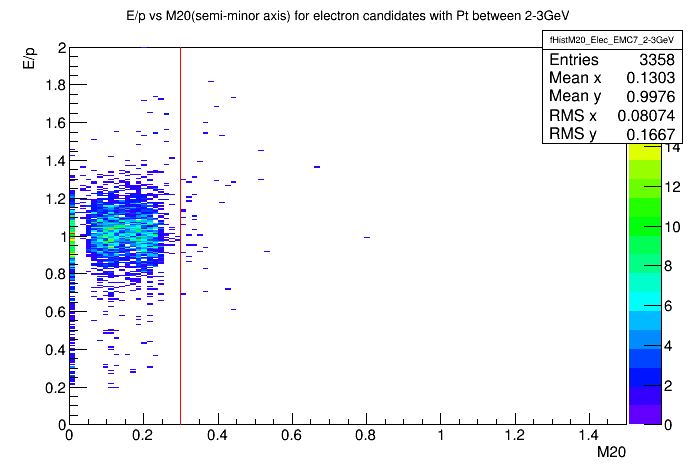 E/p vs M20(semi-minor axis) for electron candidates with Pt between 2-3GeV
fHistM20_Elec_EMC7_2-3GeV
Entries 3358
Mean x 0.1303
Mean y 0.9976
RMS x 0.08074
RMS y 0.1667
E/p
2
1.8
1.6
1.4
1.2
1
0.8
0.6
0.4
0.2
0
0 0.2 0.4 0.6 0.8 1 1.2 1.4
M20
14
12
10
8
6
4
2
0